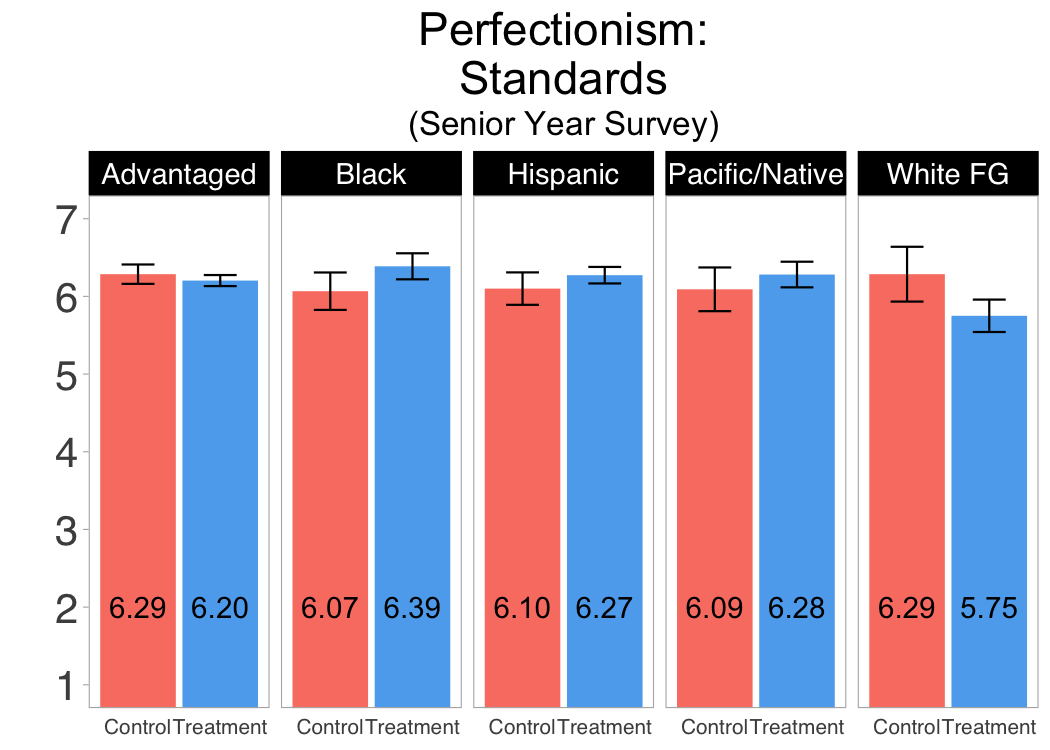 Perfectionism:
Standards
(Senior Year Survey)
Advantaged Black Hispanic Pacific/Native White FG
7
6
5
4
3
2
1
6.29 6.20 6.07 6.39 6.10 6.27 6.09 6.28 6.29 5.75
Control Treatment Control Treatment Control Treatment Control Treatment Control Treatment